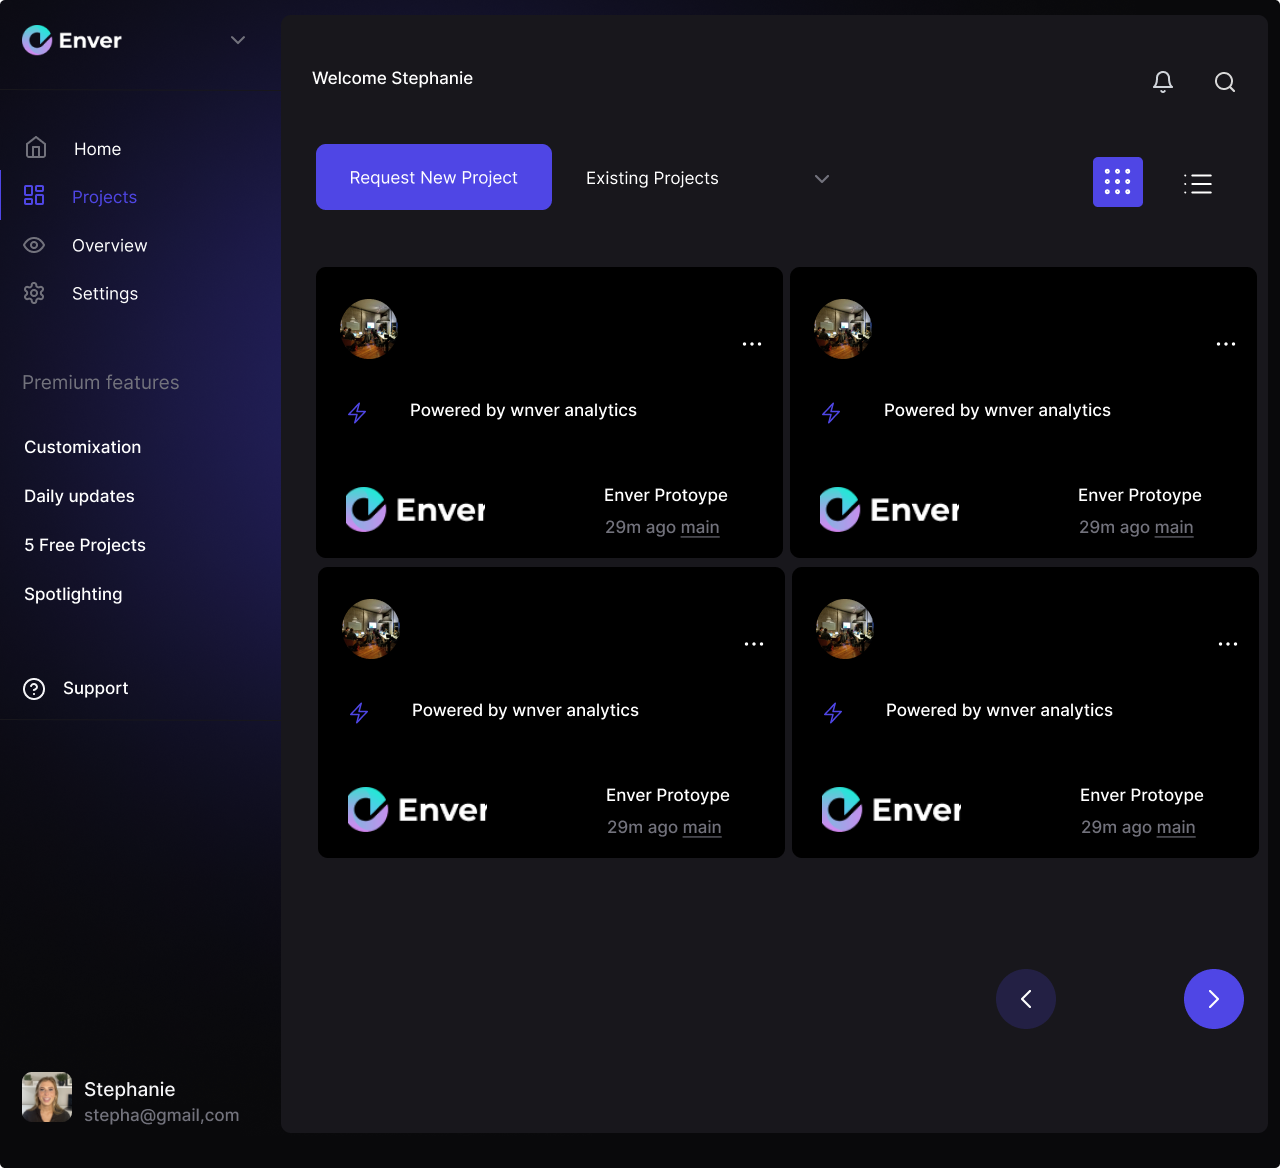 Enver
Welcome Stephanie
Home
Projects
Overview
Settings
Premium features
Customixation
Daily updates
5 Free Projects
Spotlighting
Support
Stephanie
stepha@gmail,com
Request New Project
Existing Projects
Powered by wnver analytics
Enver
Enver Protoype
29m ago main
Powered by wnver analytics
Enver
Enver Protoype
29m ago main
Powered by wnver analytics
Enver
Enver Protoype
29m ago main
Powered by wnver analytics
Enver
Enver Protoype
29m ago main